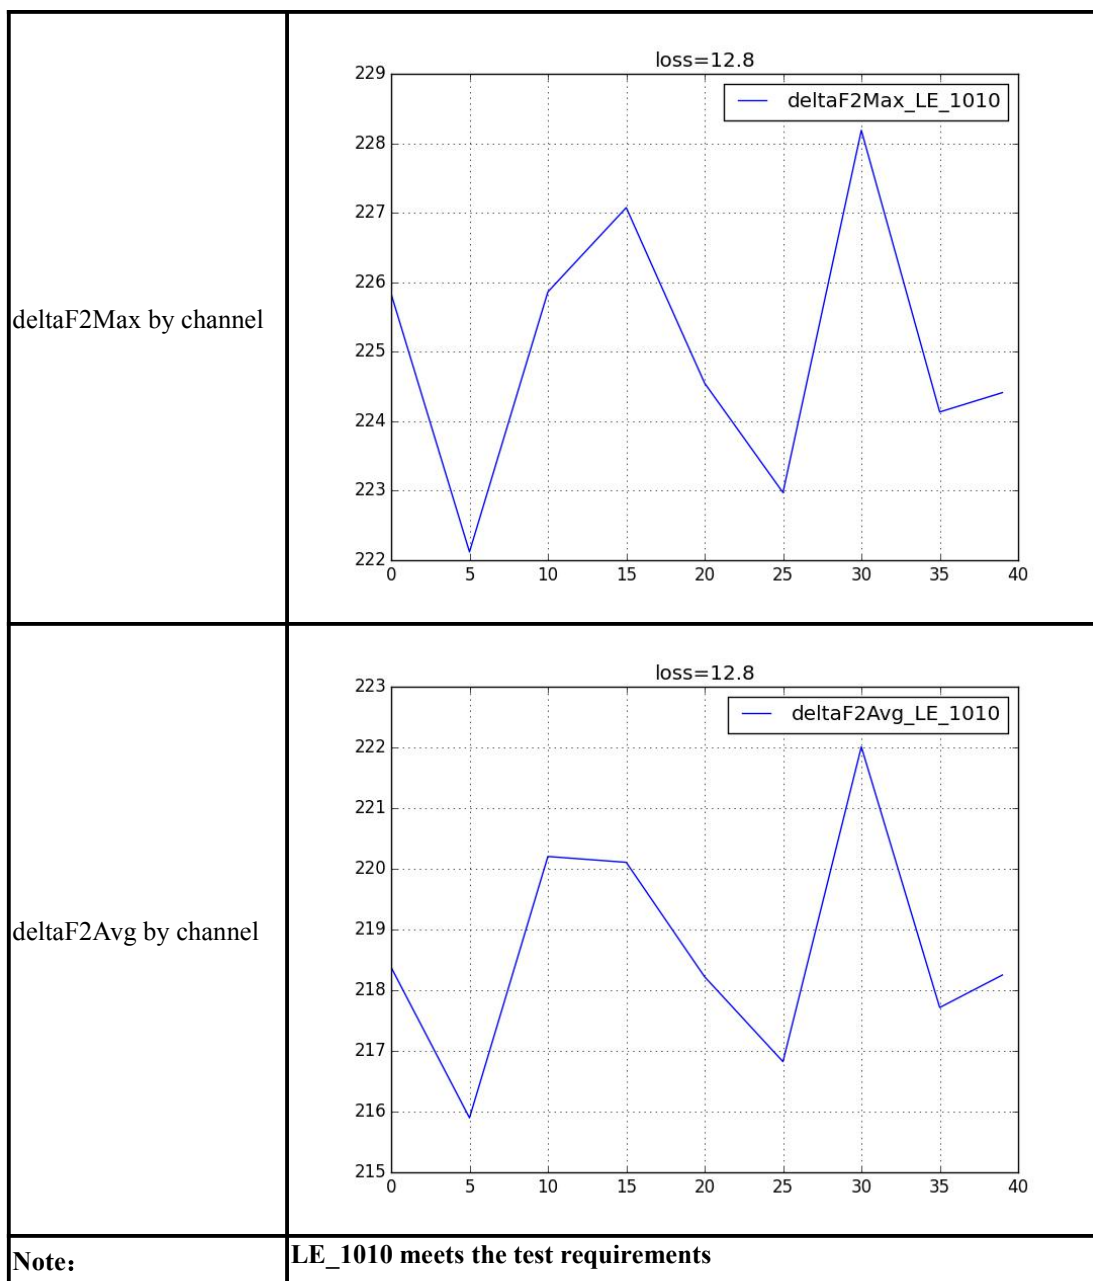 deltaF2Max by channel
loss=12.8
deltaF2Max_LE_1010
229
228
227
226
225
224
223
222
0 5 10 15 20 25 30 35 40
deltaF2Avg by channel
loss=12.8
deltaF2Avg_LE_1010
223
222
221
220
219
218
217
216
215
0 5 10 15 20 25 30 35 40
Note： LE_1010 meets the test requirements